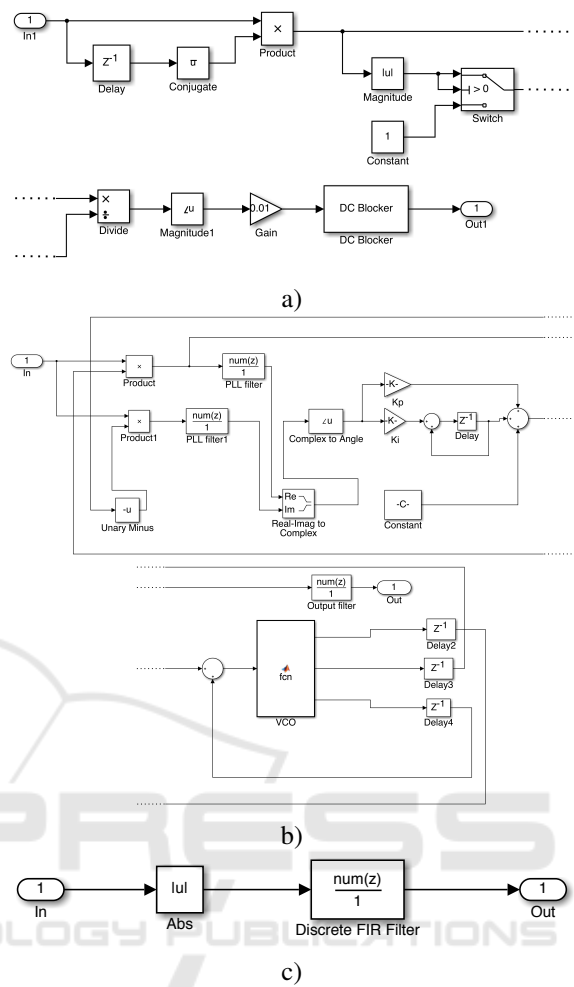 1
In1
Z-1
Delay
ū
Conjugate
×
Product
|u|
Magnitude
> 0
Switch
1
Constant
×
÷
Divide
∠u
Magnitude1
0.01
Gain
DC Blocker
DC Blocker
1
Out1
a)
1
In
×
Product
num(z)
1
PLL filter
×
Product1
num(z)
1
PLL filter1
-u
Unary Minus
Re
Im
Real-Imag to
Complex
∠u
Complex to Angle
-K-
Kp
-K-
Ki
Z-1
Delay
-C-
Constant
num(z)
1
Output filter
1
Out
fcn
VCO
Z-1
Delay2
Z-1
Delay3
Z-1
Delay4
b)
1
In
|u|
Abs
num(z)
1
Discrete FIR Filter
1
Out
c)
PRESS
OLOGY PUBLICATIONS